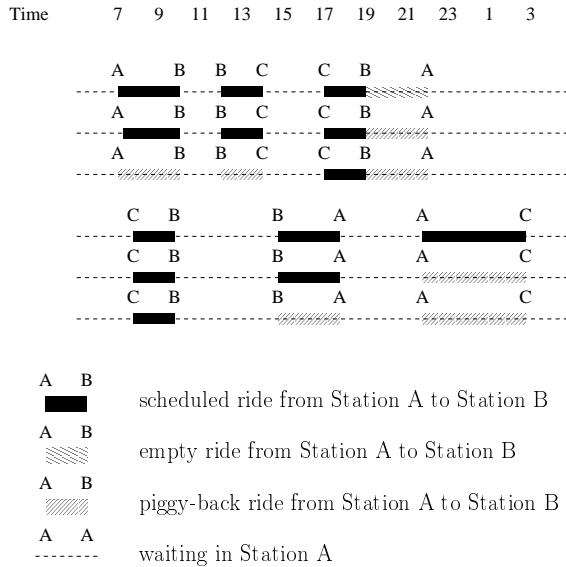 Time 7 9 11 13 15 17 19 21 23 1 3
A B B C C B A
A B B C C B A
A B B C C B A
C B B A A C
C B B A A C
C B B A A C
A B
scheduled ride from Station A to Station B
A B
empty ride from Station A to Station B
A B
piggy-back ride from Station A to Station B
A A
waiting in Station A